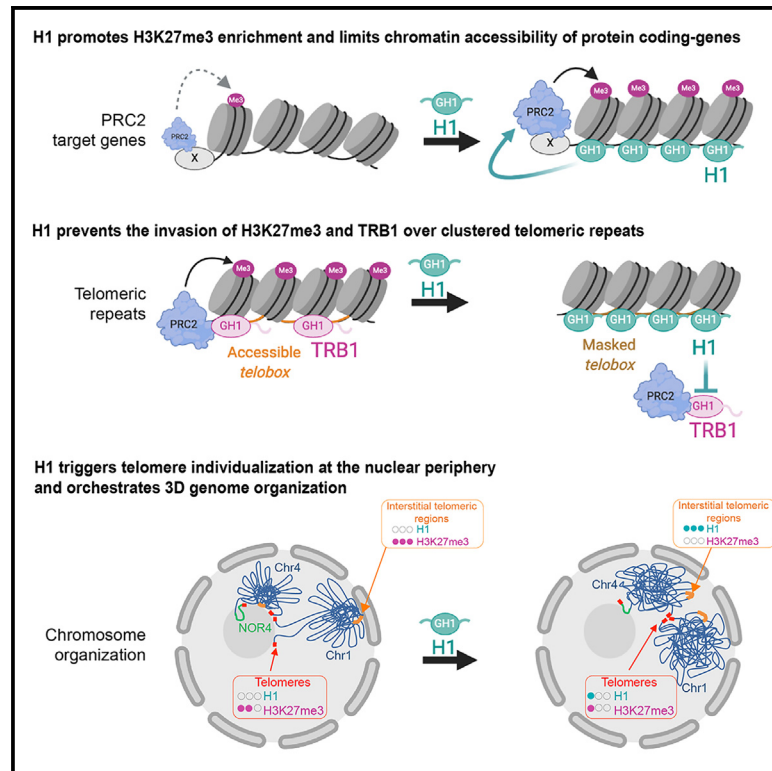 H1 promotes H3K27me3 enrichment and limits chromatin accessibility of protein coding-genes
PRC2
target genes
Me3
PRC2
X
GH1
H1
Me3
Me3
Me3
Me3
PRC2
X
GH1
GH1
GH1
GH1
H1
H1 prevents the invasion of H3K27me3 and TRB1 over clustered telomeric repeats
Telomeric
repeats
Me3
Me3
Me3
Me3
PRC2
GH1
GH1
Accessible
telobox
TRB1
GH1
H1
GH1
GH1
GH1
GH1
Masked
telobox
H1
PRC2
GH1
TRB1
H1 triggers telomere individualization at the nuclear periphery
and orchestrates 3D genome organization
Interstitial telomeric
regions
H1
H3K27me3
Interstitial telomeric
regions
H1
H3K27me3
Chromosome
organization
Chr4
NOR4
Chr1
Telomeres
H1
H3K27me3
GH1
H1
Chr4
Chr1
Telomeres
H1
H3K27me3